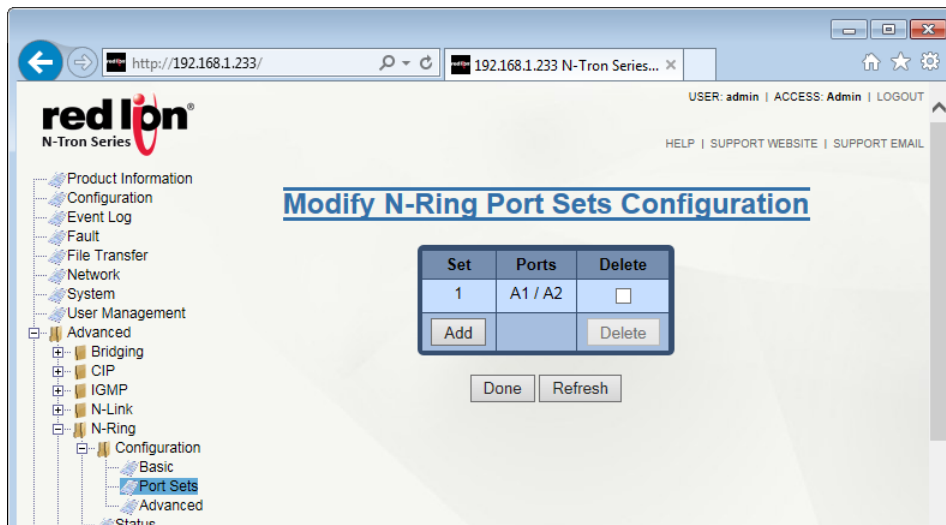 http://192.168.1.233/
192.168.1.233 N-Tron Series...
USER: admin | ACCESS: Admin | LOGOUT
red lion®
N-Tron Series
HELP | SUPPORT WEBSITE | SUPPORT EMAIL
Product Information
Configuration
Event Log
Fault
File Transfer
Network
System
User Management
Advanced
Bridging
CIP
IGMP
N-Link
N-Ring
Configuration
Basic
Port Sets
Advanced
Status
Modify N-Ring Port Sets Configuration
Set Ports Delete
1 A1 / A2
Add Delete
Done Refresh